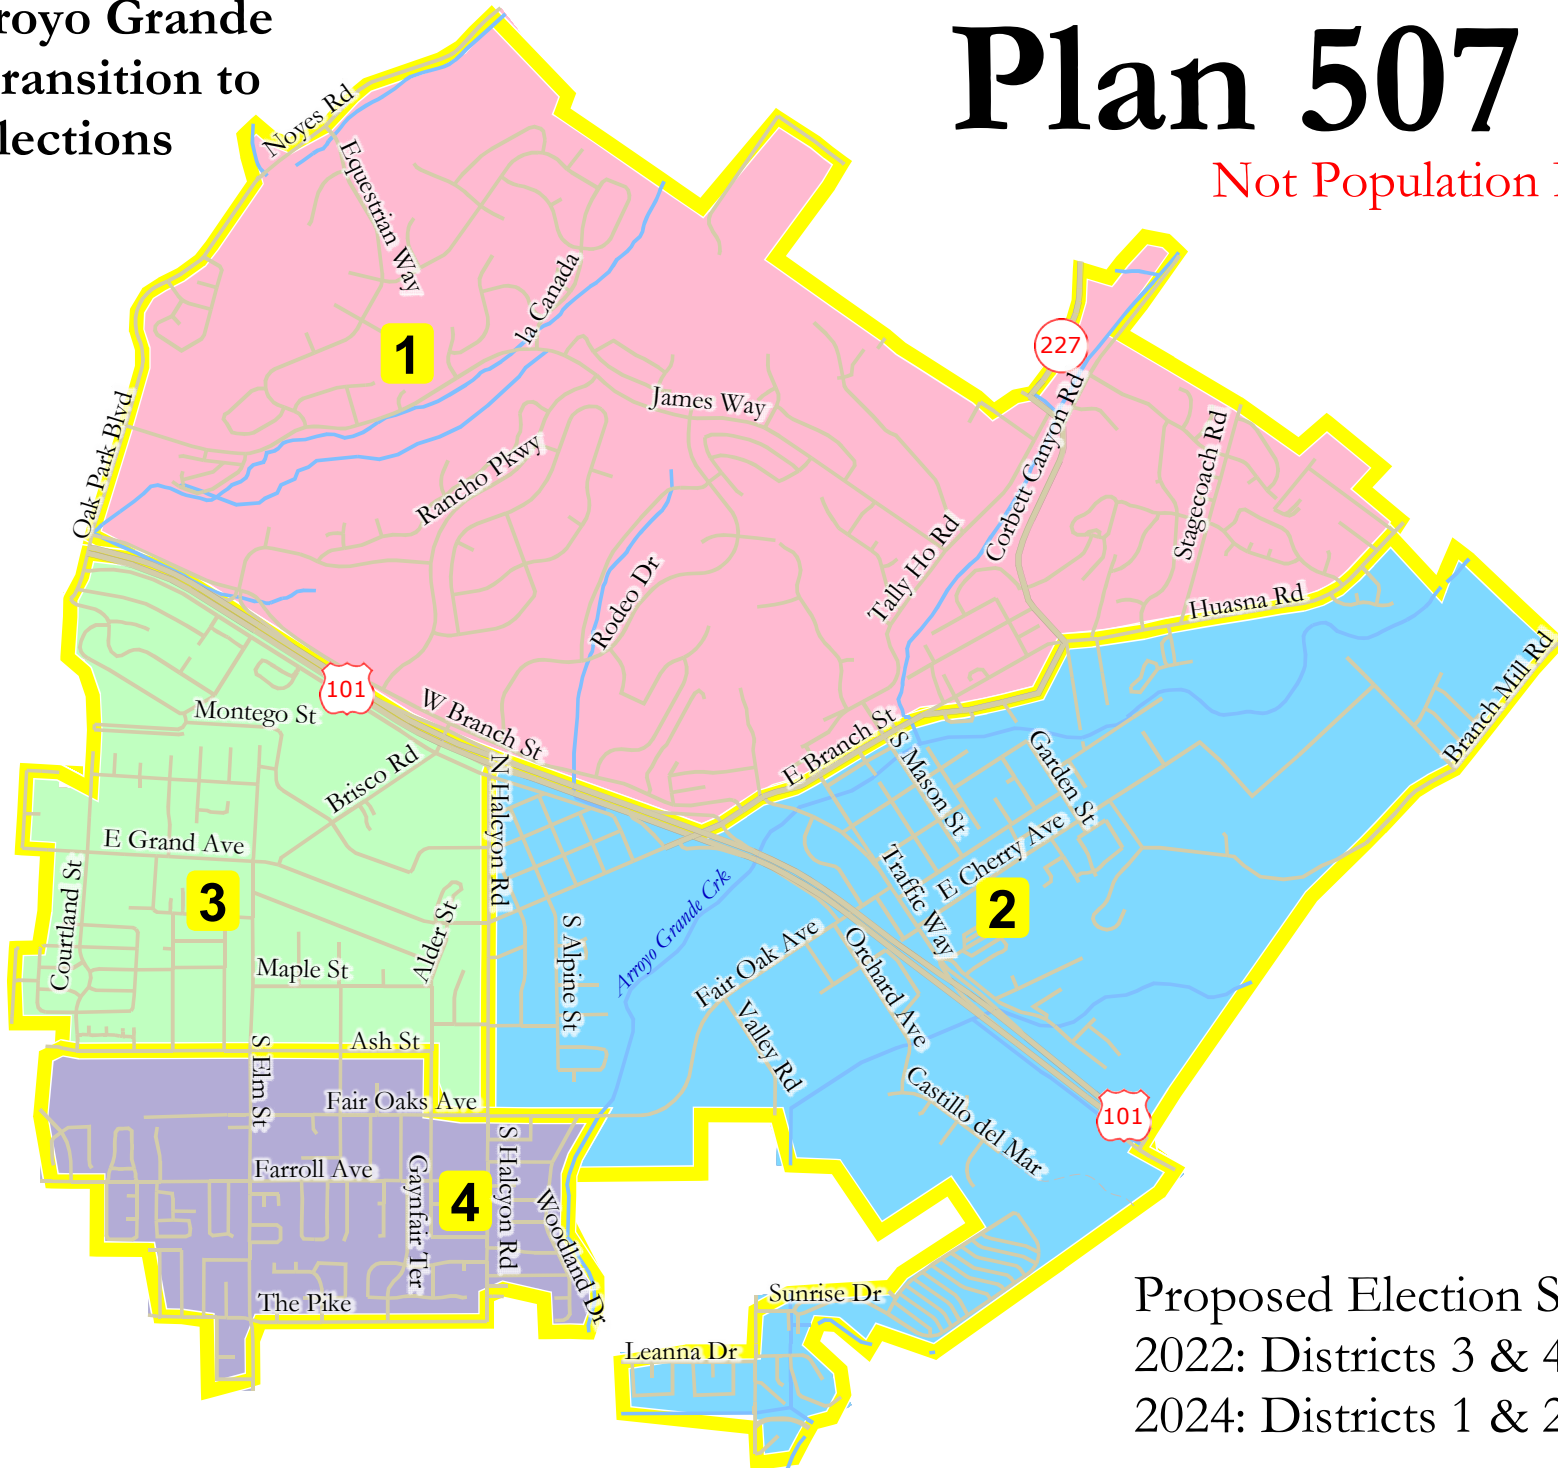 royo Grande
ransition to
lections
Plan 507
Not Population
Noyes Rd
Equestrian Way
la Canada
1
227
James Way
Oak Park Blvd
Rancho Pkwy
Corbett Canyon Rd
Stagecoach Rd
Tally Ho Rd
Rodeo Dr
Huasna Rd
Branch Mill Rd
101
W Branch St
Montego St
Brisco Rd
E Branch St
N Halcyon Rd
S Mason St
Garden St
E Grand Ave
E Cherry Ave
Traffic Way
3
2
Courtland St
Alder St
Maple St
S Alpine St
Arroyo Grande Crk
Fair Oak Ave
Orchard Ave
Valley Rd
Ash St
S Elm St
Fair Oaks Ave
Castillo del Mar
101
Farroll Ave
Gaynfair Ter
4
S Halcyon Rd
Woodland Dr
The Pike
Sunrise Dr
Leanna Dr
Proposed Election S
2022: Districts 3 & 4
2024: Districts 1 & 2